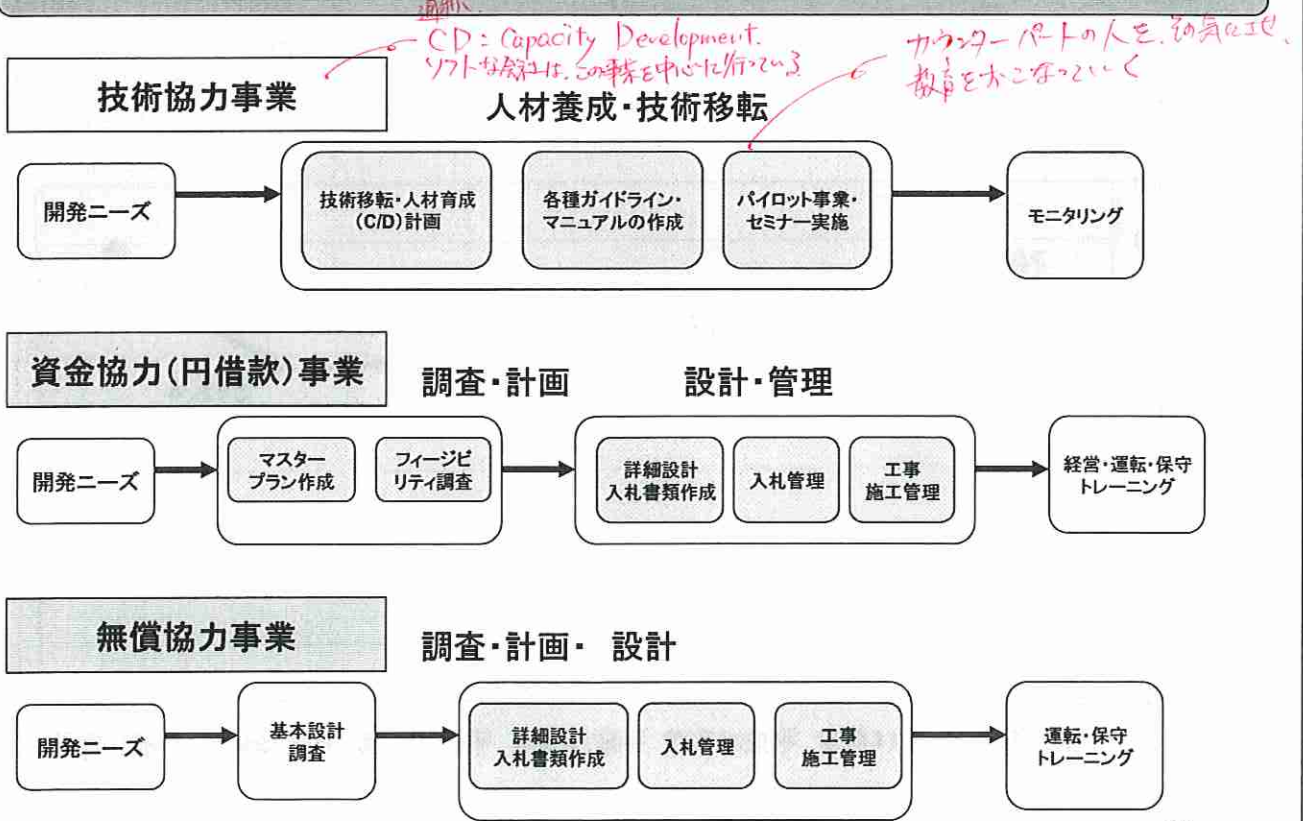 通称、
CD: Capacity Development.
ソフトな会社は、この事業を中心に行っている
カウンターパートの人を、その気にさせ、
教育をおこなっていく
技術協力事業
人材養成・技術移転
開発ニーズ
技術移転・人材育成
(C/D)計画
各種ガイドライン・
マニュアルの作成
パイロット事業・
セミナー実施
モニタリング
資金協力(円借款)事業
調査・計画
設計・管理
開発ニーズ
マスター
プラン作成
フィージビ
リティ調査
詳細設計
入札書類作成
入札管理
工事
施工管理
経営・運転・保守
トレーニング
無償協力事業
調査・計画・ 設計
開発ニーズ
基本設計
調査
詳細設計
入札書類作成
入札管理
工事
施工管理
運転・保守
トレーニング